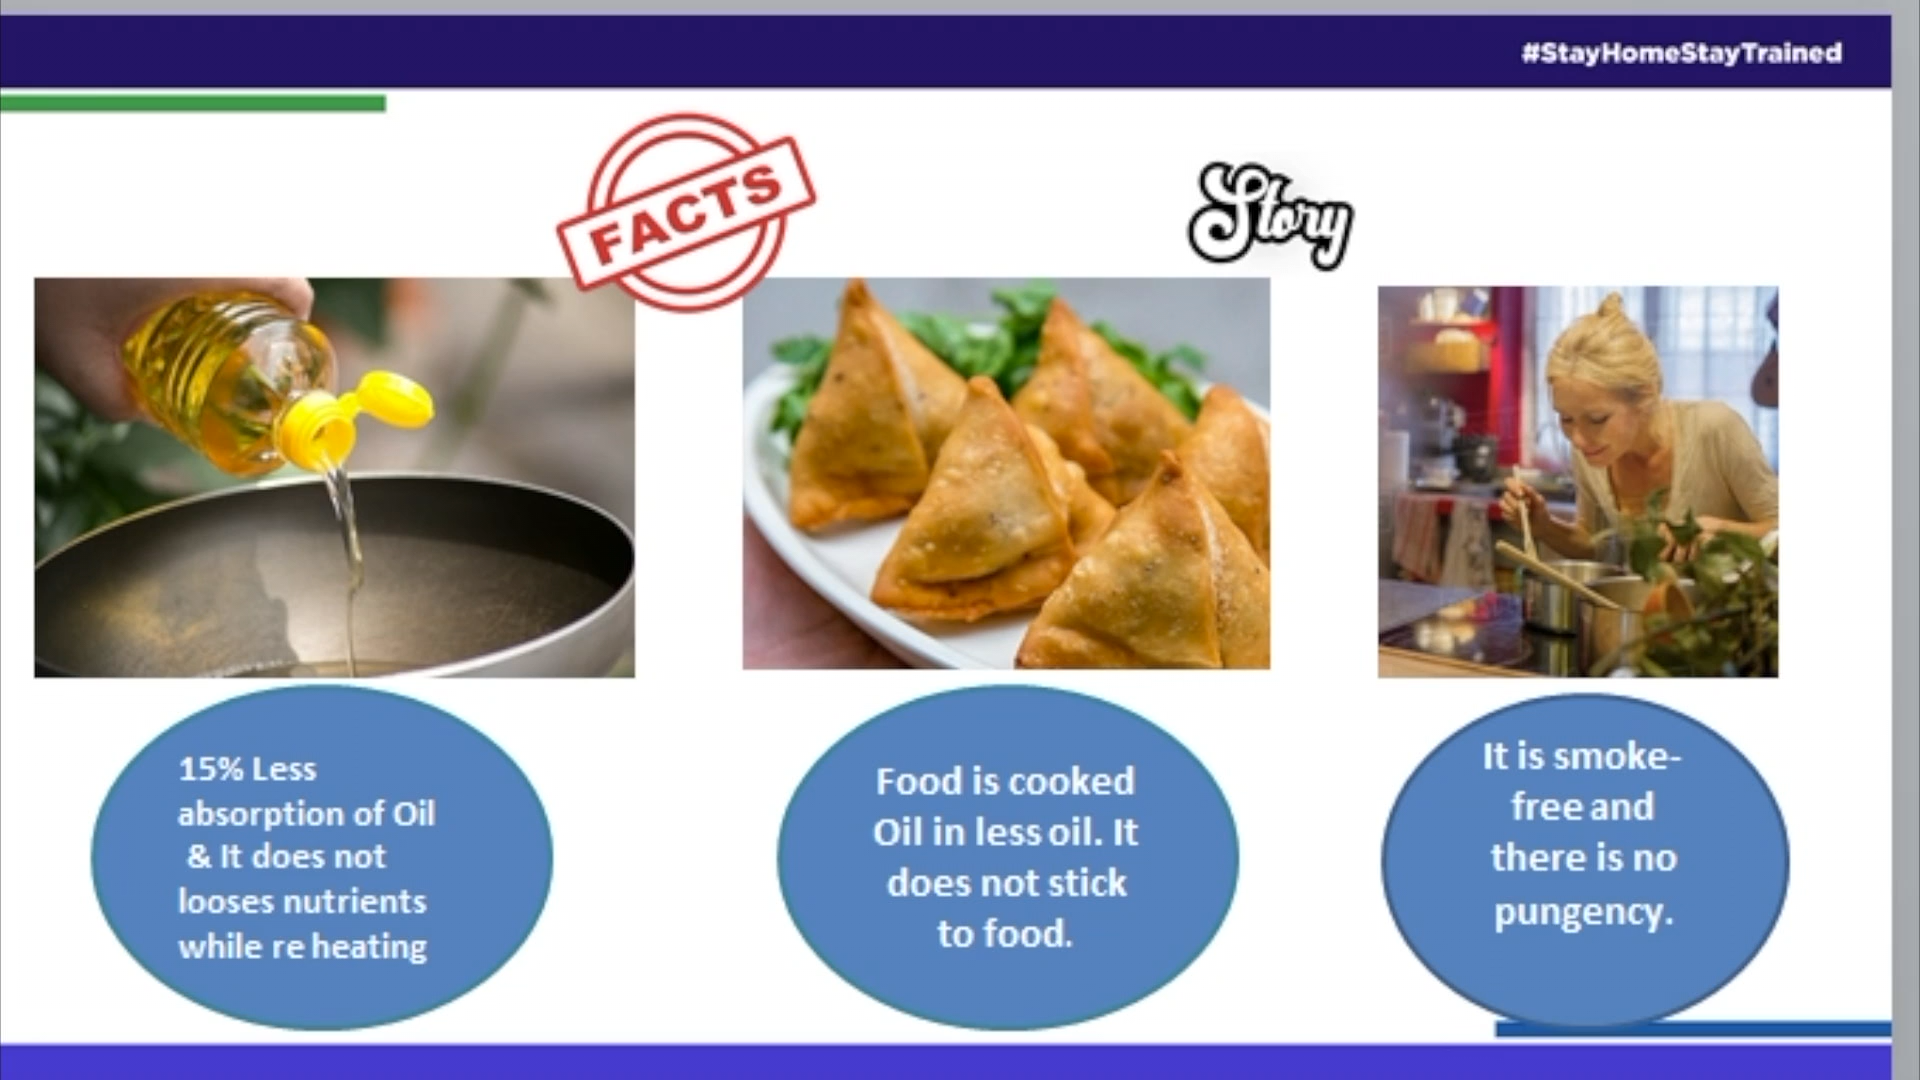 #StayHomeStayTrained
FACTS
Story
15% Less
absorption of Oil
& It does not
looses nutrients
while re heating
Food is cooked
Oil in less oil. It
does not stick
to food.
It is smoke-
free and
there is no
pungency.